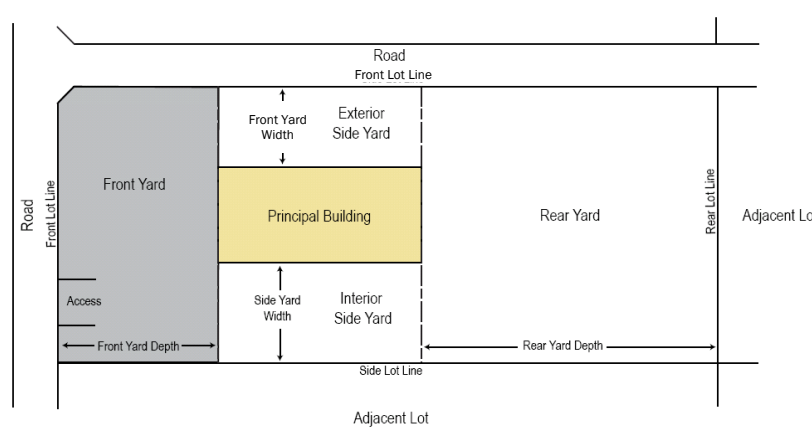 Road
Front Lot Line
Front Yard
Width
Exterior
Side Yard
Front Yard
Road
Front Lot Line
Principal Building
Rear Yard
Rear Lot Line
Adjacent Lo
Access
Side Yard
Width
Interior
Side Yard
Front Yard Depth
Rear Yard Depth
Side Lot Line
Adjacent Lot